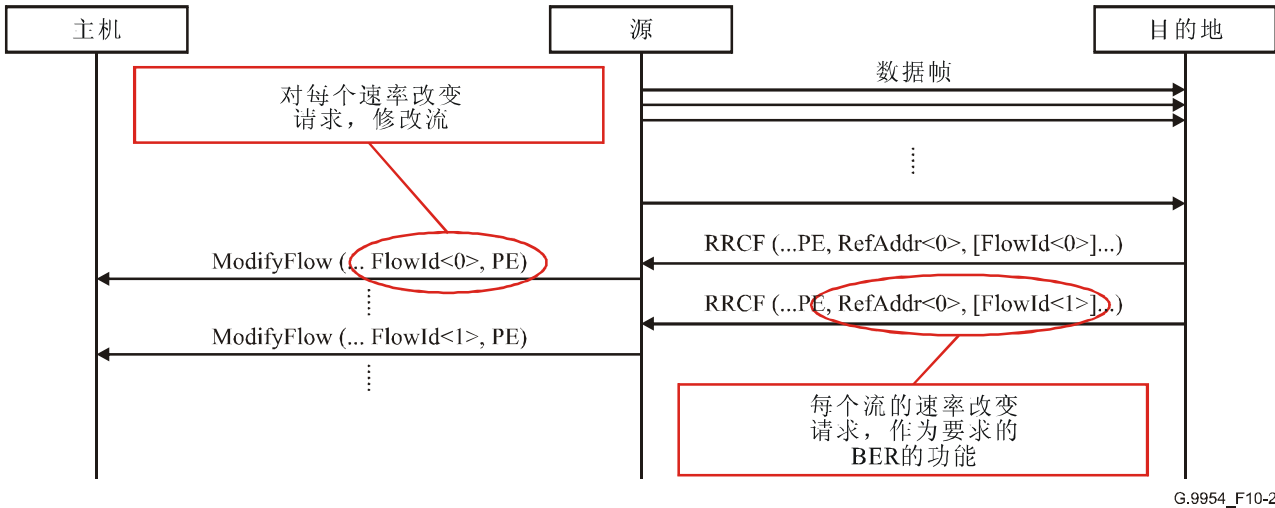 主机
源
目的地
数据帧
对每个速率改变
请求，修改流
RRCF (...PE, RefAddr<0>, [FlowId<0>]...)
ModifyFlow (... FlowId<0>, PE)
RRCF (...PE, RefAddr<0>, [FlowId<1>]...)
ModifyFlow (... FlowId<1>, PE)
每个流的速率改变
请求，作为要求的
BER的功能
G.9954_F10-2